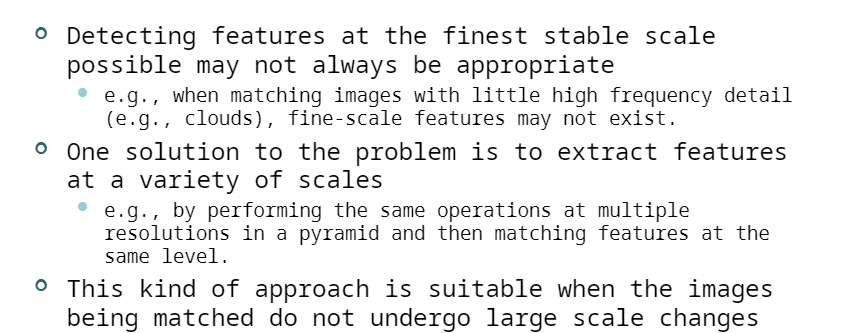 Detecting features at the finest stable scale
possible may not always be appropriate
e.g., when matching images with little high frequency detail
(e.g., clouds), fine-scale features may not exist.
One solution to the problem is to extract features
at a variety of scales
e.g., by performing the same operations at multiple
resolutions in a pyramid and then matching features at the
same level.
This kind of approach is suitable when the images
being matched do not undergo large scale changes